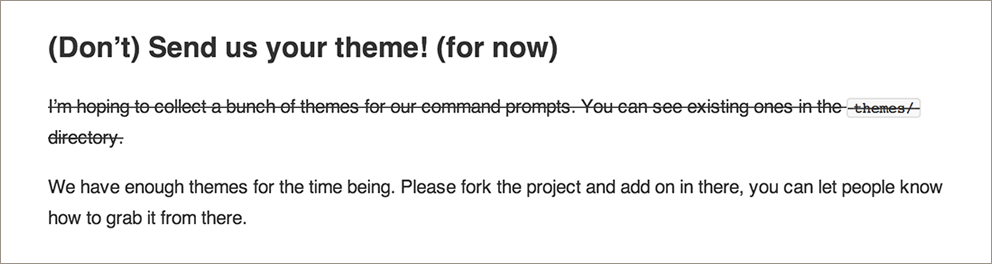 (Don’t) Send us your theme! (for now)
I’m hoping to collect a bunch of themes for our command prompts. You can see existing ones in the themes/
directory.
We have enough themes for the time being. Please fork the project and add on in there, you can let people know
how to grab it from there.